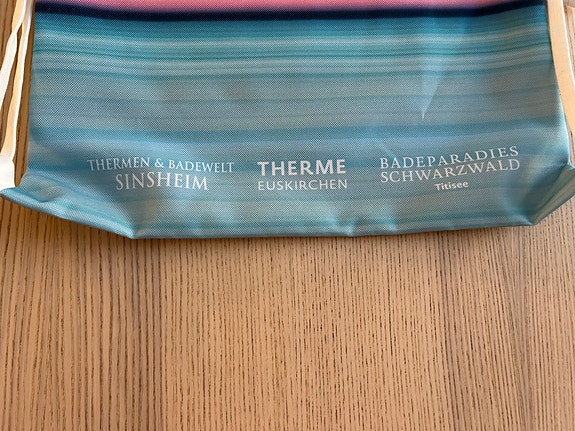 THERMEN & BADEWELT
SINSHEIM
THERME
EUSKIRCHEN
BADEPARADIES
SCHWARZWALD
Titisee